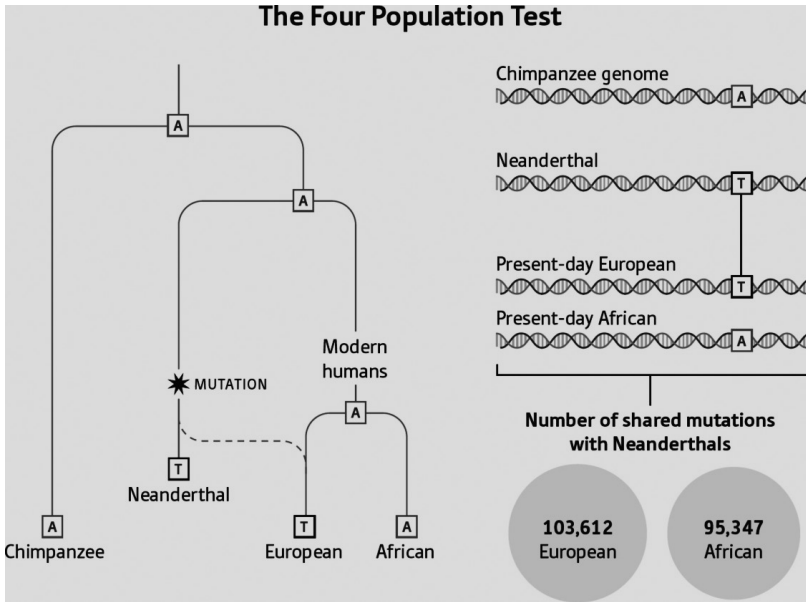 The Four Population Test
A
A
MUTATION
Modern
humans
A
T
Neanderthal
A
Chimpanzee
T
European
A
African
Chimpanzee genome
A
Neanderthal
T
Present-day European
T
Present-day African
A
Number of shared mutations
with Neanderthals
103,612
European
95,347
African